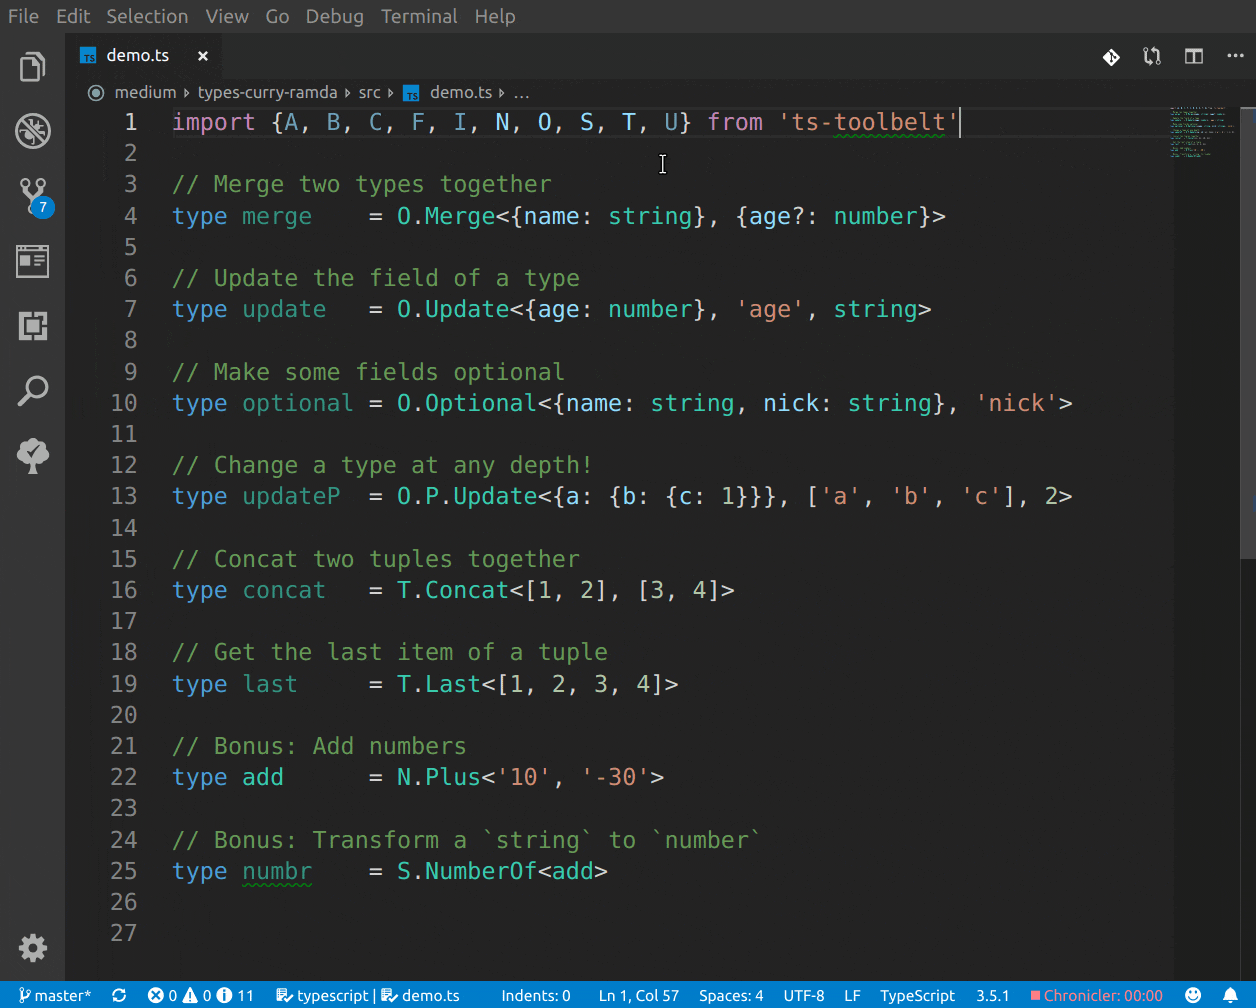 File Edit Selection View Go Debug Terminal Help
TS demo.ts ×
medium › types-curry-ramda › src › TS demo.ts › ...
1 import {A, B, C, F, I, N, O, S, T, U} from 'ts-toolbelt'
2
3 // Merge two types together
4 type merge    = O.Merge<{name: string}, {age?: number}>
5
6 // Update the field of a type
7 type update   = O.Update<{age: number}, 'age', string>
8
9 // Make some fields optional
10 type optional = O.Optional<{name: string, nick: string}, 'nick'>
11
12 // Change a type at any depth!
13 type updateP  = O.P.Update<{a: {b: {c: 1}}}, ['a', 'b', 'c'], 2>
14
15 // Concat two tuples together
16 type concat   = T.Concat<[1, 2], [3, 4]>
17
18 // Get the last item of a tuple
19 type last     = T.Last<[1, 2, 3, 4]>
20
21 // Bonus: Add numbers
22 type add      = N.Plus<'10', '-30'>
23
24 // Bonus: Transform a `string` to `number`
25 type numbr    = S.NumberOf<add>
26
27
7
master* 0 0 11 typescript | demo.ts Indents: 0 Ln 1, Col 57 Spaces: 4 UTF-8 LF TypeScript 3.5.1 Chronicler: 00:00